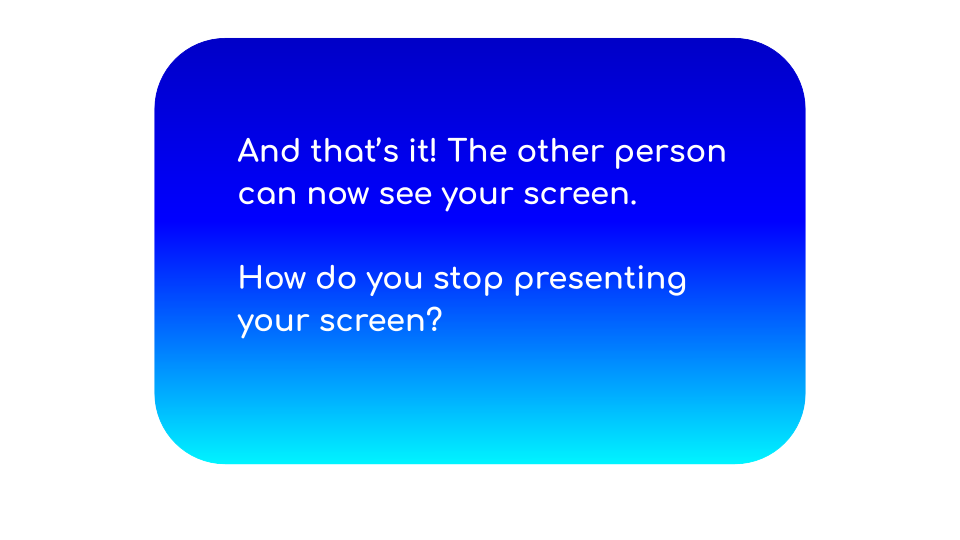 And that’s it! The other person
can now see your screen.
How do you stop presenting
your screen?